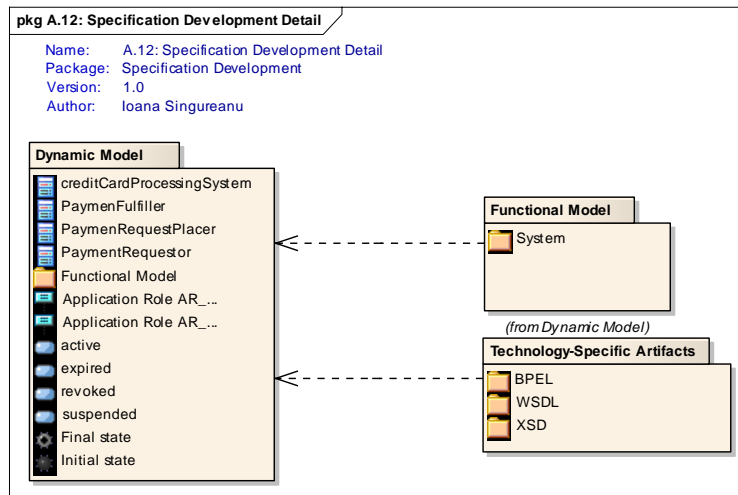 pkg A.12: Specification Development Detail
Name: A.12: Specification Development Detail
Package: Specification Development
Version: 1.0
Author: Ioana Singureanu
Dynamic Model
creditCardProcessingSystem
PaymenFulfiller
PaymenRequestPlacer
PaymentRequestor
Functional Model
Application Role AR_...
Application Role AR_...
active
expired
revoked
suspended
Final state
Initial state
Functional Model
System
(from Dynamic Model)
Technology-Specific Artifacts
BPEL
WSDL
XSD